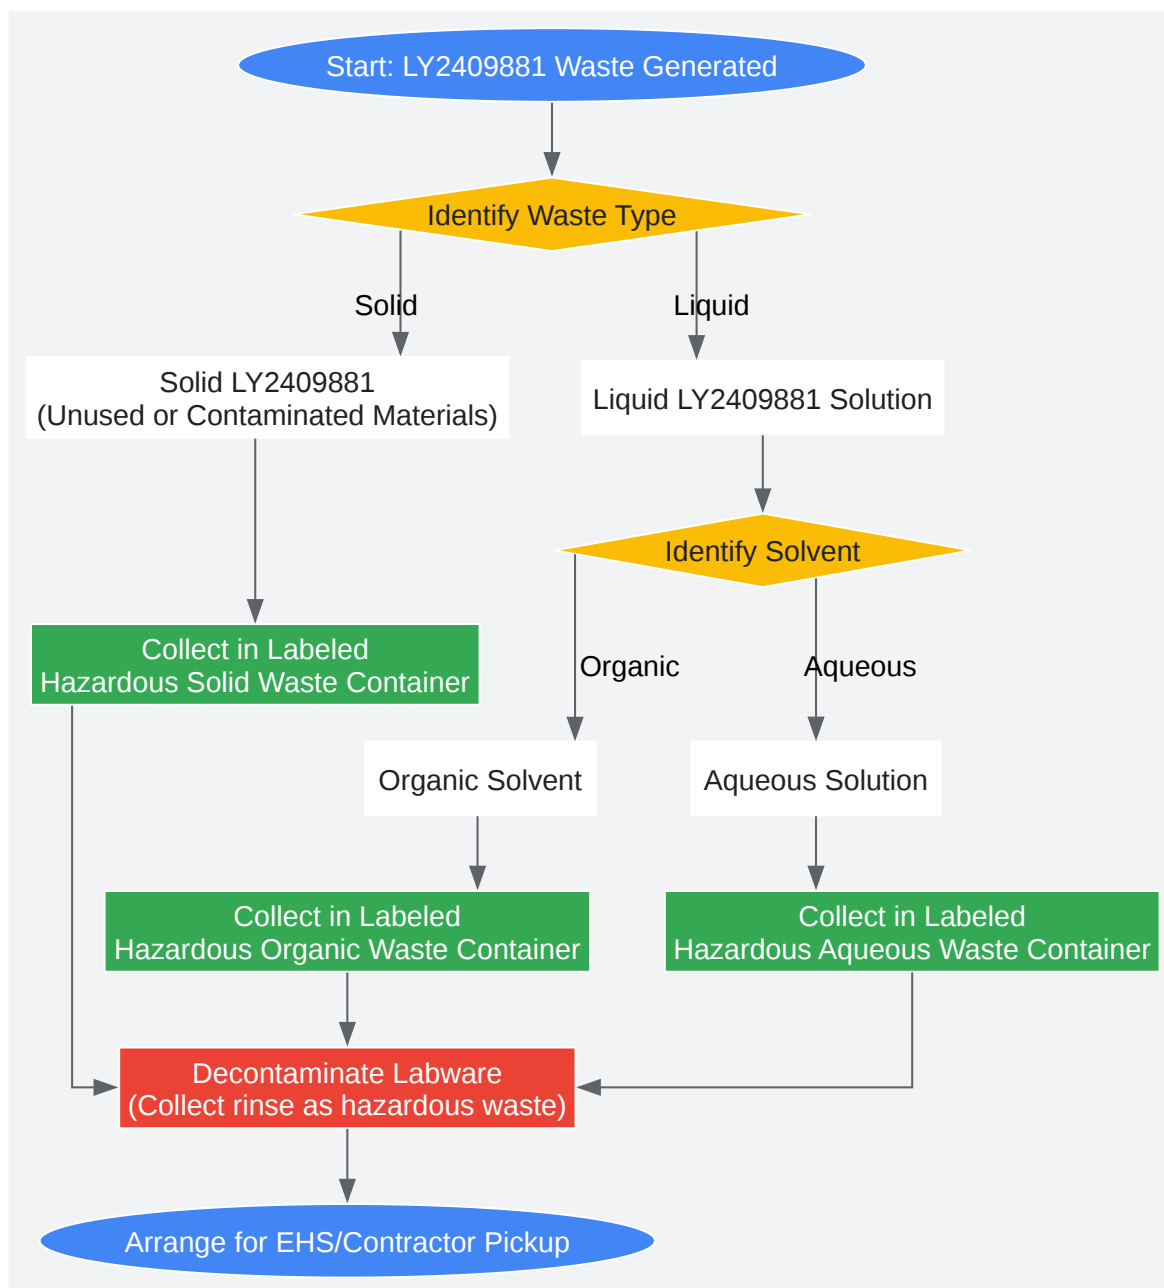 Start: LY2409881 Waste Generated
Identify Waste Type
Solid
Liquid
Solid LY2409881
(Unused or Contaminated Materials)
Liquid LY2409881 Solution
Identify Solvent
Collect in Labeled
Hazardous Solid Waste Container
Organic
Aqueous
Organic Solvent
Aqueous Solution
Collect in Labeled
Hazardous Organic Waste Container
Collect in Labeled
Hazardous Aqueous Waste Container
Decontaminate Labware
(Collect rinse as hazardous waste)
Arrange for EHS/Contractor Pickup